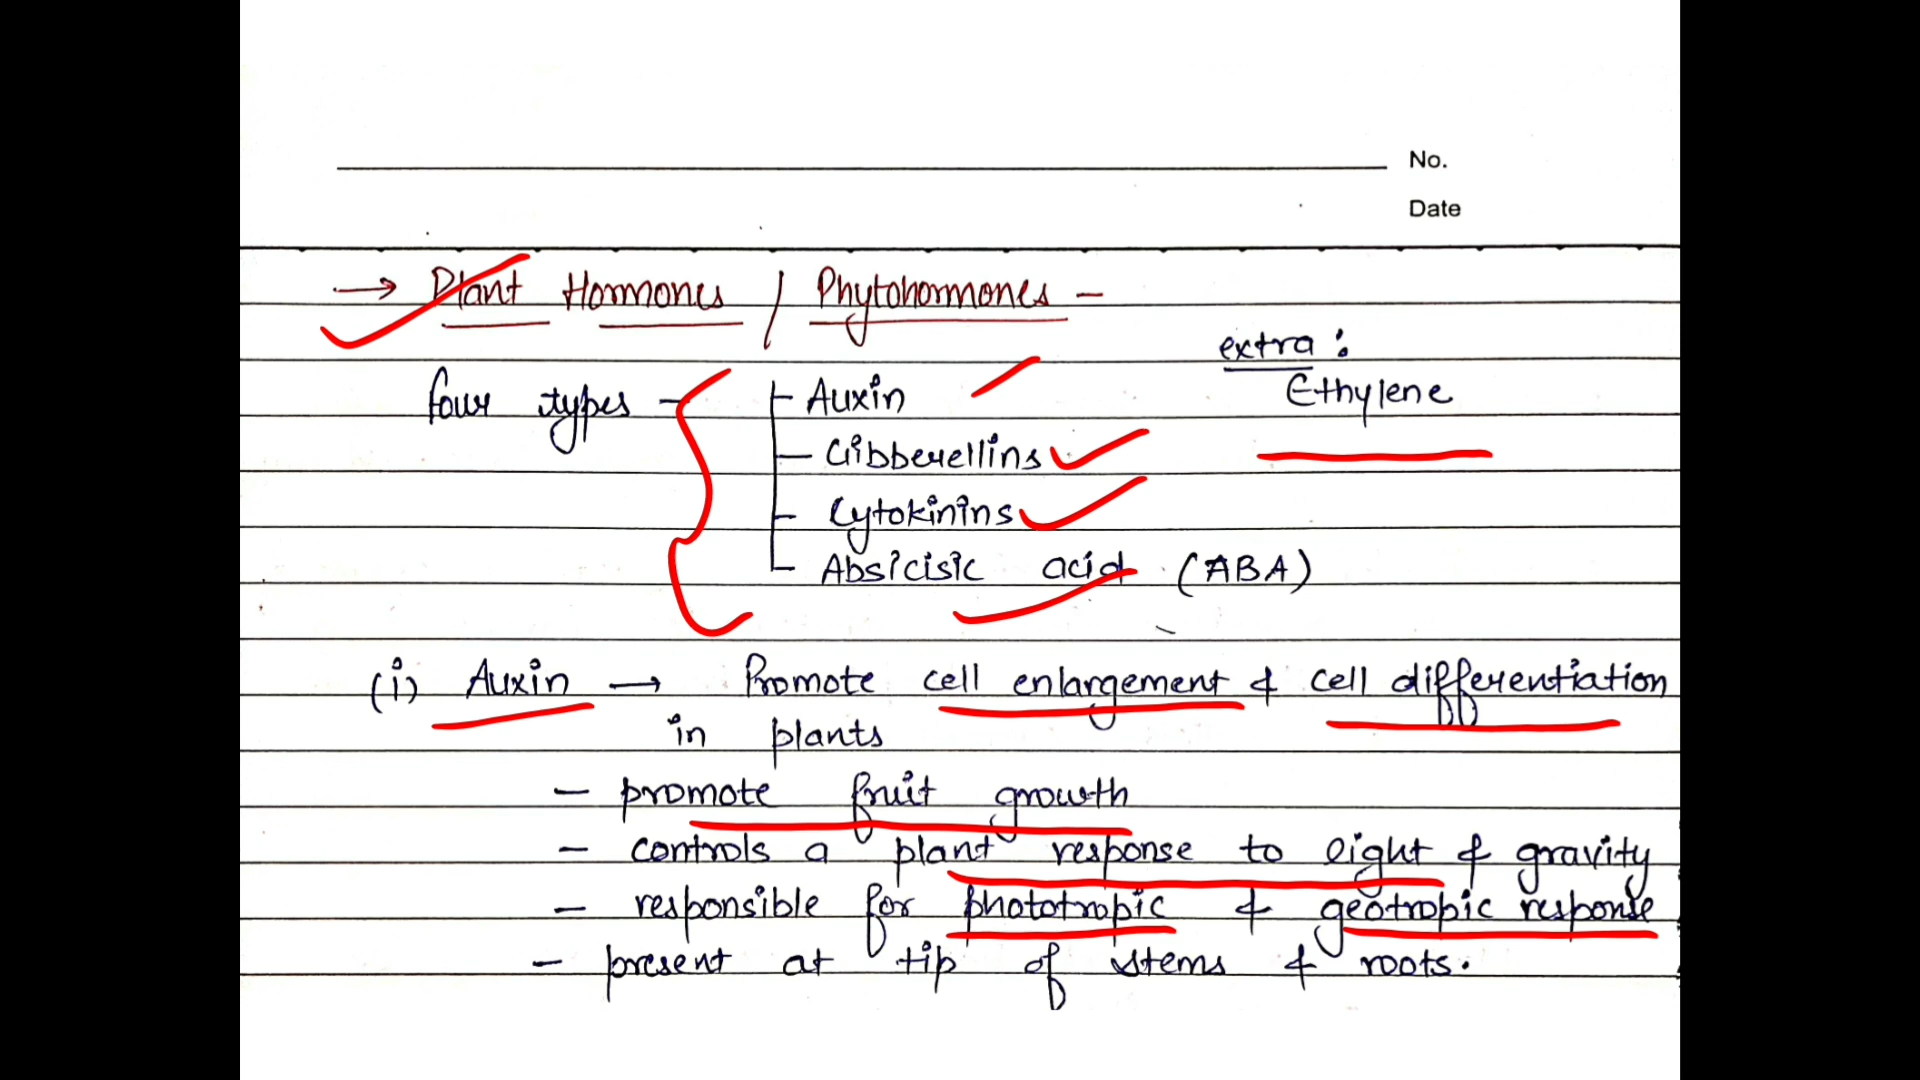 No.
Date
→ Plant Hormones / Phytohormones –
extra:
four types – Auxin Ethylene
– Gibberellins
– Cytokinins
– Absicisic acid (ABA)
(i) Auxin → Promote cell enlargement & cell differentiation
in plants
– promote fruit growth
– controls a plant response to light & gravity
– responsible for phototropic & geotropic response
– present at tip of stems & roots.